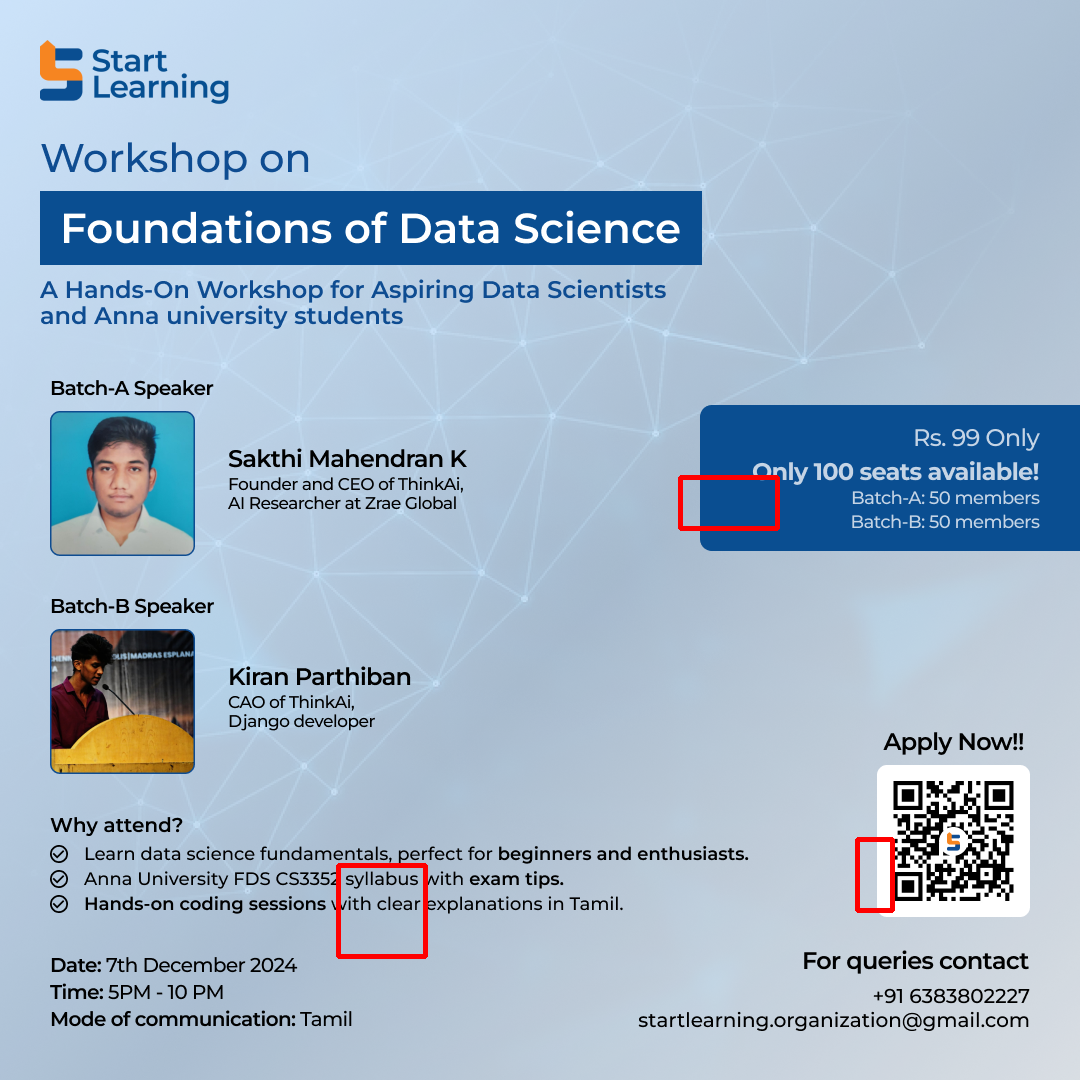 Start
Learning
Workshop on
Foundations of Data Science
A Hands-On Workshop for Aspiring Data Scientists
and Anna university students
Batch-A Speaker
Sakthi Mahendran K
Founder and CEO of ThinkAi,
AI Researcher at Zrae Global
Rs. 99 Only
Only 100 seats available!
Batch-A: 50 members
Batch-B: 50 members
Batch-B Speaker
Kiran Parthiban
CAO of ThinkAi,
Django developer
Apply Now!!
Why attend?
Learn data science fundamentals, perfect for beginners and enthusiasts.
Anna University FDS CS3352 syllabus with exam tips.
Hands-on coding sessions with clear explanations in Tamil.
Date: 7th December 2024
Time: 5PM - 10 PM
Mode of communication: Tamil
For queries contact
+91 6383802227
startlearning.organization@gmail.com